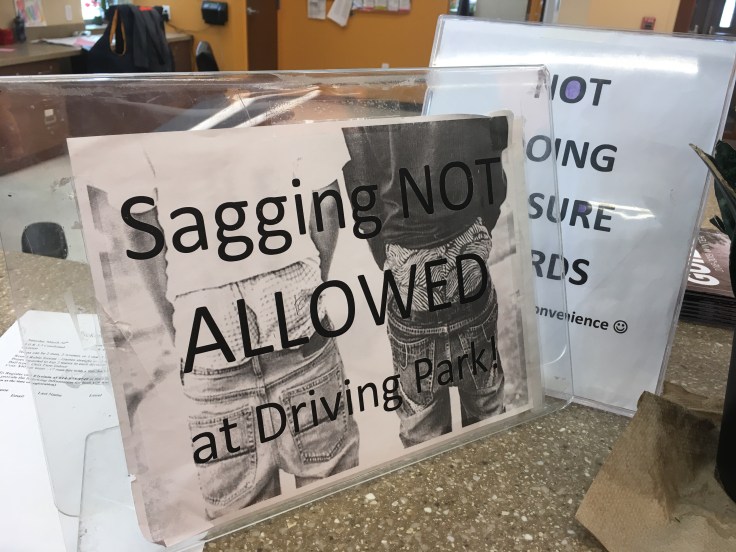 Sagging NOT
ALLOWED
at Driving Park!
NOT
OING
SURE
RDS
onvenience ☺